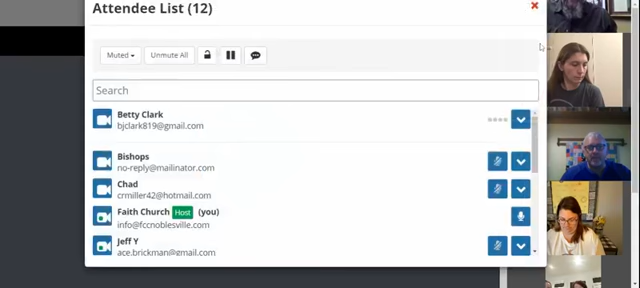 Attendee List (12)
Muted
Unmute All
Search
Betty Clark
bjclark819@gmail.com
Bishops
no-reply@mailinator.com
Chad
crmiller42@hotmail.com
Faith Church Host (you)
info@fccnoblesville.com
Jeff Y
ace.brickman@gmail.com